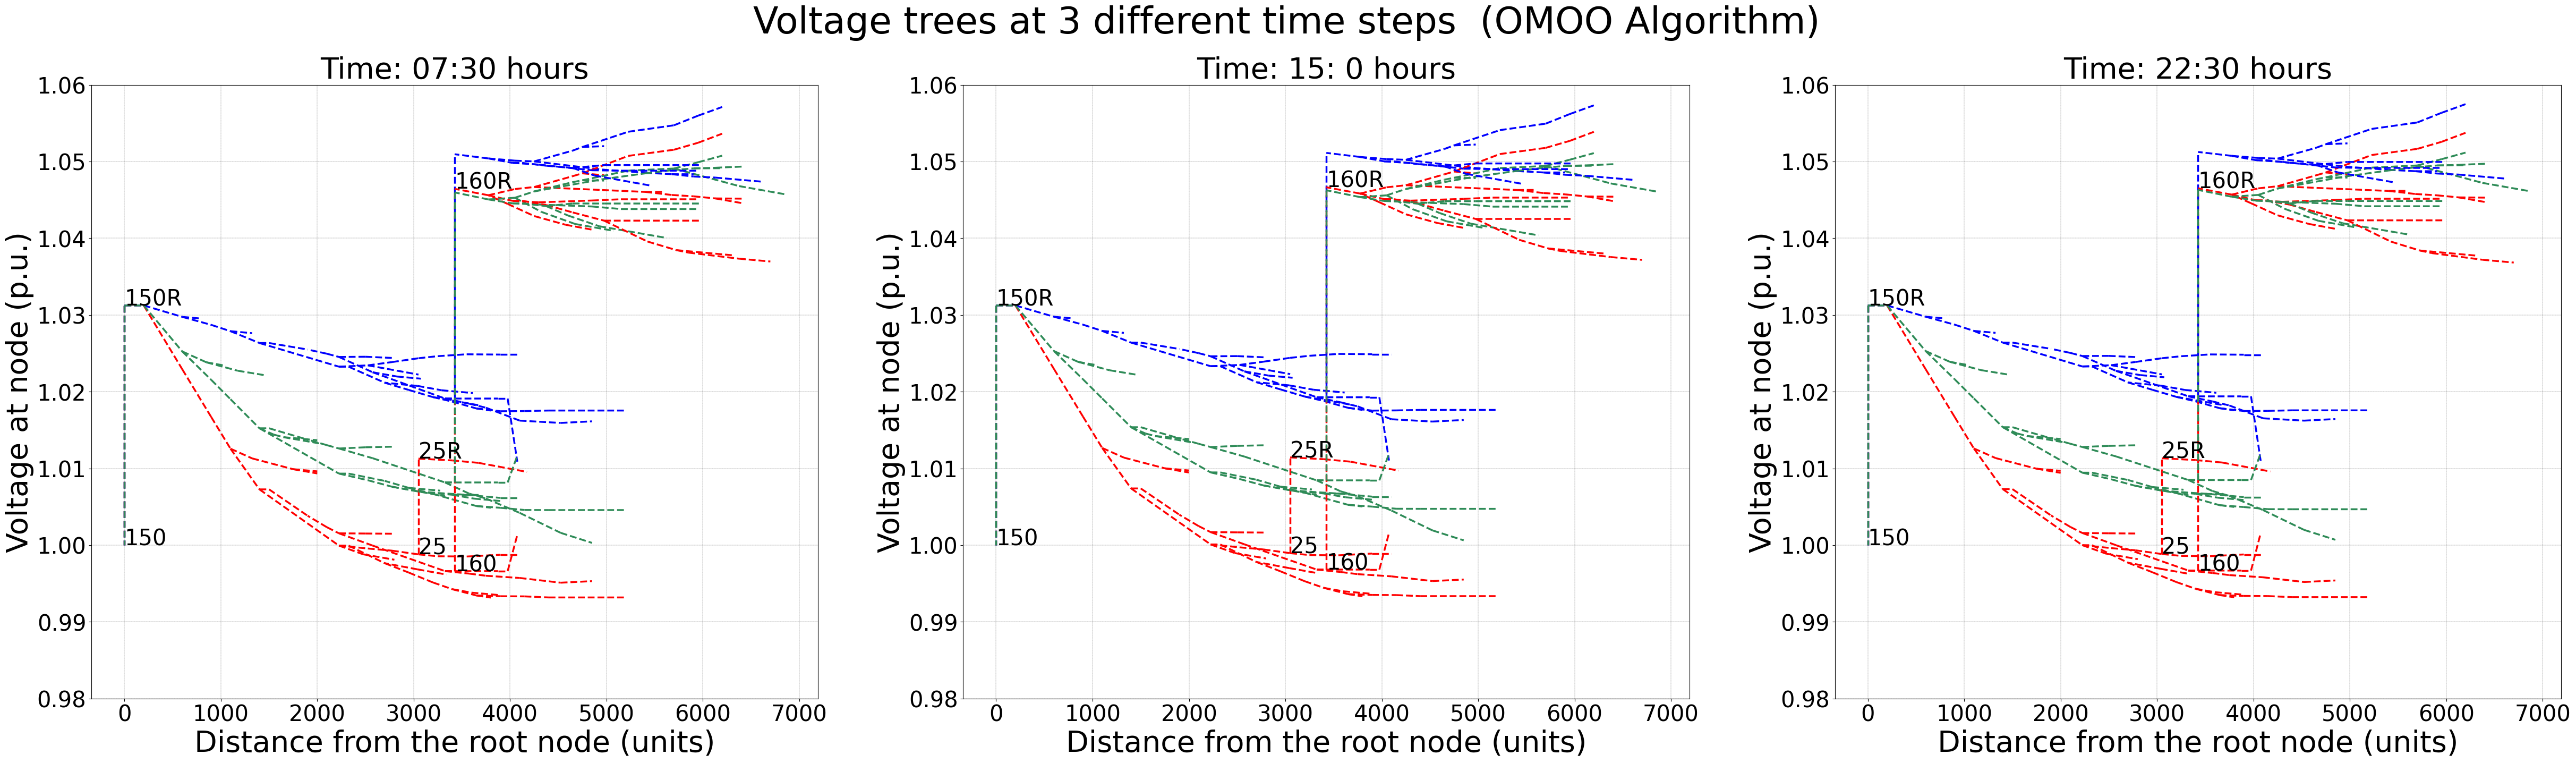 Voltage trees at 3 different time steps  (OMOO Algorithm)
Time: 07:30 hours
Voltage at node (p.u.)
1.06
1.05
1.04
1.03
1.02
1.01
1.00
0.99
0.98
150R
150
160R
25R
25
160
0 1000 2000 3000 4000 5000 6000 7000
Distance from the root node (units)
Time: 15: 0 hours
Voltage at node (p.u.)
1.06
1.05
1.04
1.03
1.02
1.01
1.00
0.99
0.98
150R
150
160R
25R
25
160
0 1000 2000 3000 4000 5000 6000 7000
Distance from the root node (units)
Time: 22:30 hours
Voltage at node (p.u.)
1.06
1.05
1.04
1.03
1.02
1.01
1.00
0.99
0.98
150R
150
160R
25R
25
160
0 1000 2000 3000 4000 5000 6000 7000
Distance from the root node (units)